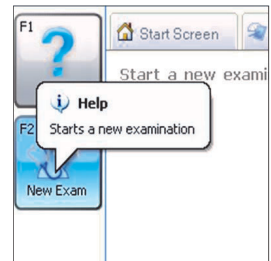 F1
Start Screen
Start a new exami
Help
Starts a new examination
F2
New Exam